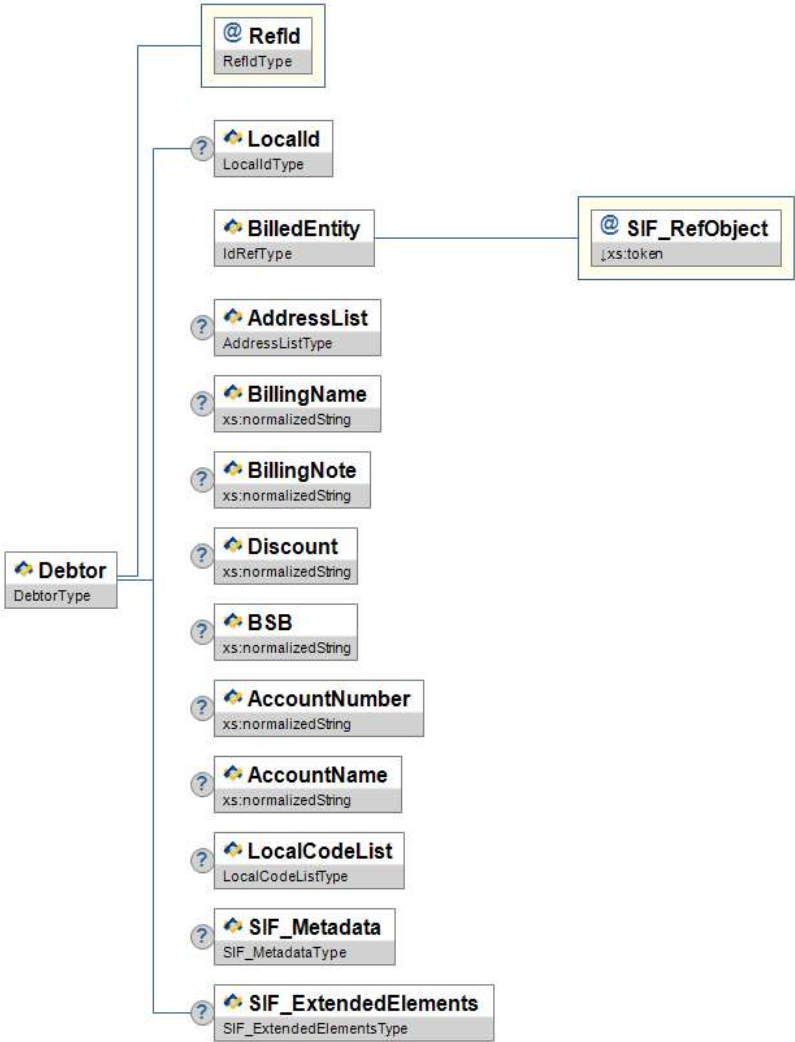 @ RefId
RefIdType
? LocalId
LocalIdType
BilledEntity
IdRefType
@ SIF_RefObject
↓xs:token
? AddressList
AddressListType
? BillingName
xs:normalizedString
? BillingNote
xs:normalizedString
? Discount
xs:normalizedString
Debtor
DebtorType
? BSB
xs:normalizedString
? AccountNumber
xs:normalizedString
? AccountName
xs:normalizedString
? LocalCodeList
LocalCodeListType
? SIF_Metadata
SIF_MetadataType
? SIF_ExtendedElements
SIF_ExtendedElementsType